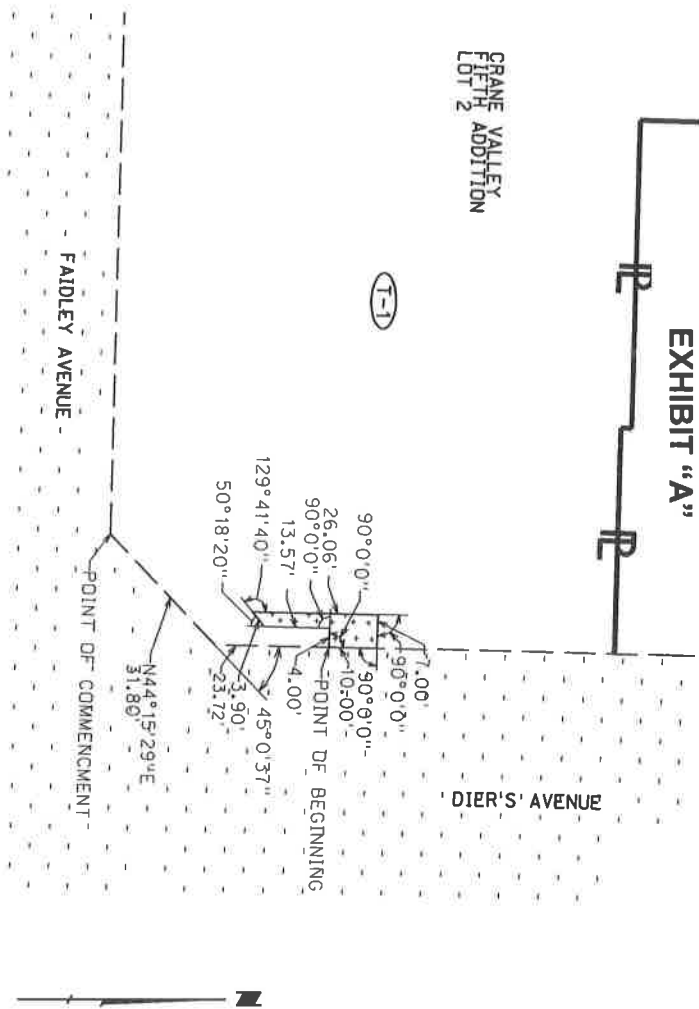 EXHIBIT "A"
CRANE VALLEY
FIFTH ADDITION
LOT 2
PL
PL
T-1
FAIDLEY AVENUE
DIER'S AVENUE
129°41'40"
50°18'20"
13.57'
90°0'0"
26.06'
90°0'0"
7.00'
90°0'0"
90°0'0"
10.00'
POINT OF BEGINNING
4.00'
45°0'37"
3.90'
23.72'
N44°15'29"E
31.80'
POINT OF COMMENCMENT
N